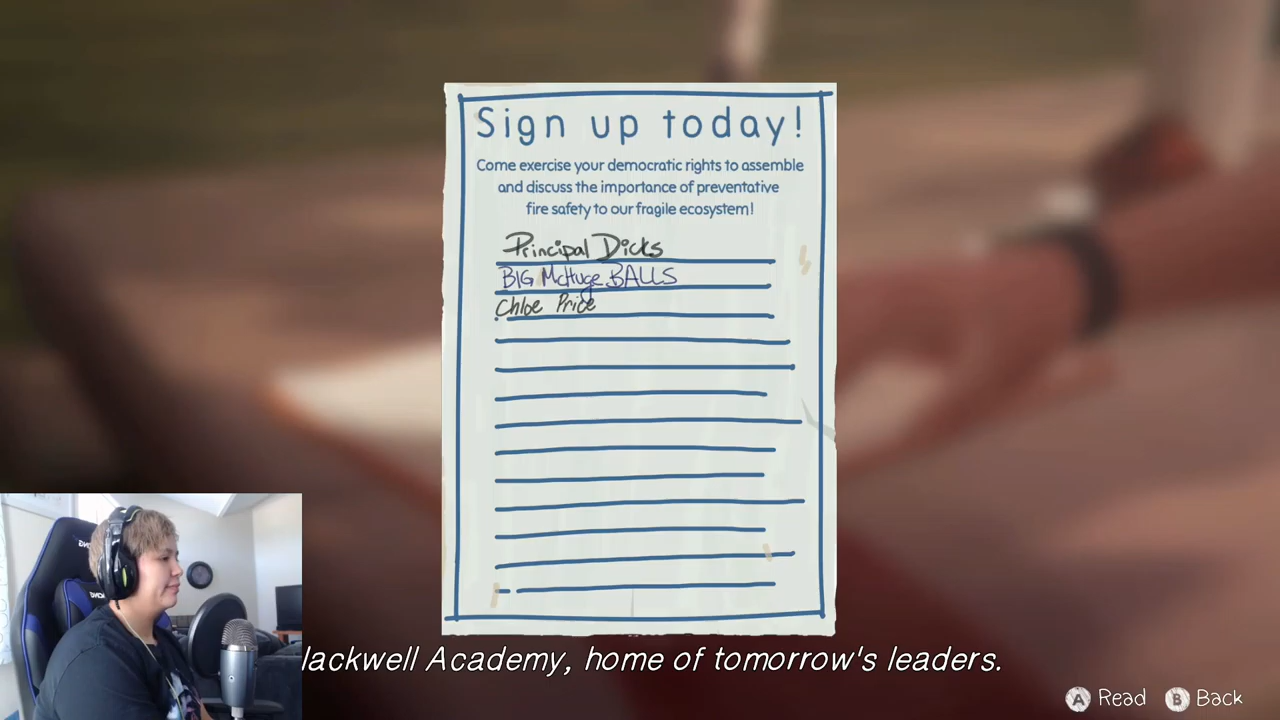 Sign up today!
Come exercise your democratic rights to assemble
and discuss the importance of preventative
fire safety to our fragile ecosystem!
Principal Dicks
BIG McHuge BALLS
Chloe Price
lackwell Academy, home of tomorrow's leaders.
A Read B Back